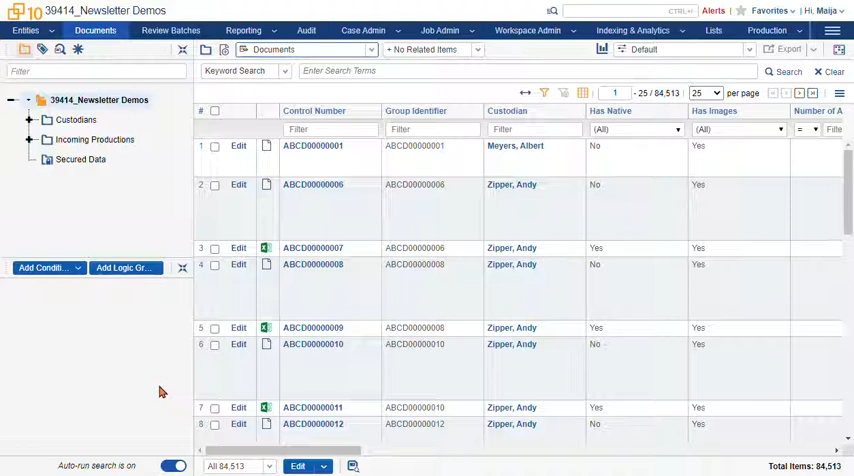 10 39414_Newsletter Demos CTRL+/ Alerts Favorites Hi, Maija
Entities Documents Review Batches Reporting Audit Case Admin Job Admin Workspace Admin Indexing & Analytics Lists Production
Documents + No Related Items Default Export
Filter Keyword Search Enter Search Terms Search Clear
1 - 25 / 84,513 25 per page
39414_Newsletter Demos
Custodians
Incoming Productions
Secured Data
# Control Number Group Identifier Custodian Has Native Has Images Number of A
Filter Filter Filter (All) (All) = Filte
1 Edit ABCD00000001 ABCD00000001 Meyers, Albert No Yes
2 Edit ABCD00000006 ABCD00000006 Zipper, Andy No Yes
3 Edit ABCD00000007 ABCD00000006 Zipper, Andy Yes Yes
4 Edit ABCD00000008 ABCD00000008 Zipper, Andy No Yes
5 Edit ABCD00000009 ABCD00000008 Zipper, Andy Yes Yes
6 Edit ABCD00000010 ABCD00000010 Zipper, Andy No Yes
7 Edit ABCD00000011 ABCD00000010 Zipper, Andy Yes Yes
8 Edit ABCD00000012 ABCD00000012 Zipper, Andy No Yes
Add Conditi... Add Logic Gr...
Auto-run search is on All 84,513 Edit Total Items: 84,513